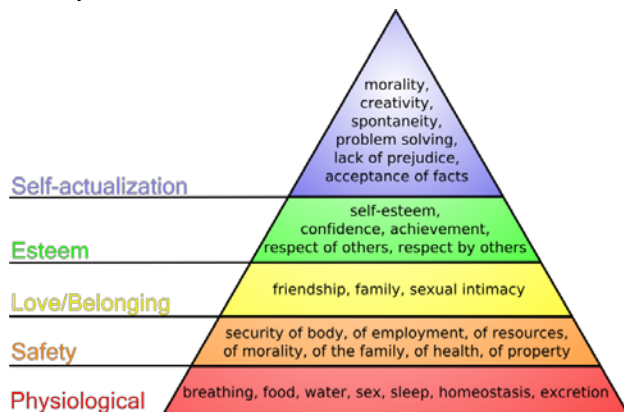 morality,
creativity,
spontaneity,
problem solving,
lack of prejudice,
acceptance of facts
Self-actualization
self-esteem,
confidence, achievement,
respect of others, respect by others
Esteem
friendship, family, sexual intimacy
Love/Belonging
security of body, of employment, of resources,
of morality, of the family, of health, of property
Safety
breathing, food, water, sex, sleep, homeostasis, excretion
Physiological